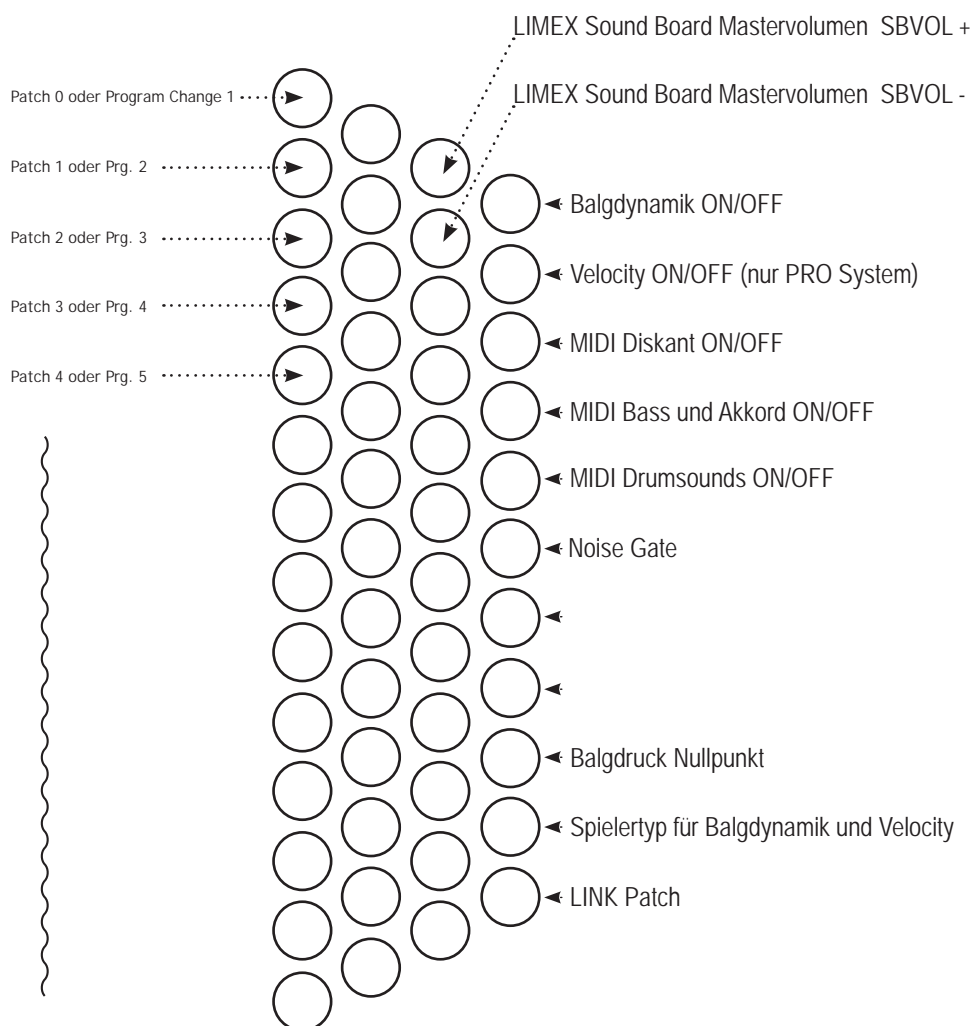 LIMEX Sound Board Mastervolumen SBVOL +
Patch 0 oder Program Change 1
LIMEX Sound Board Mastervolumen SBVOL -
Patch 1 oder Prg. 2
Balgdynamik ON/OFF
Patch 2 oder Prg. 3
Velocity ON/OFF (nur PRO System)
Patch 3 oder Prg. 4
MIDI Diskant ON/OFF
Patch 4 oder Prg. 5
MIDI Bass und Akkord ON/OFF
MIDI Drumsounds ON/OFF
Noise Gate
Balgdruck Nullpunkt
Spielertyp für Balgdynamik und Velocity
LINK Patch